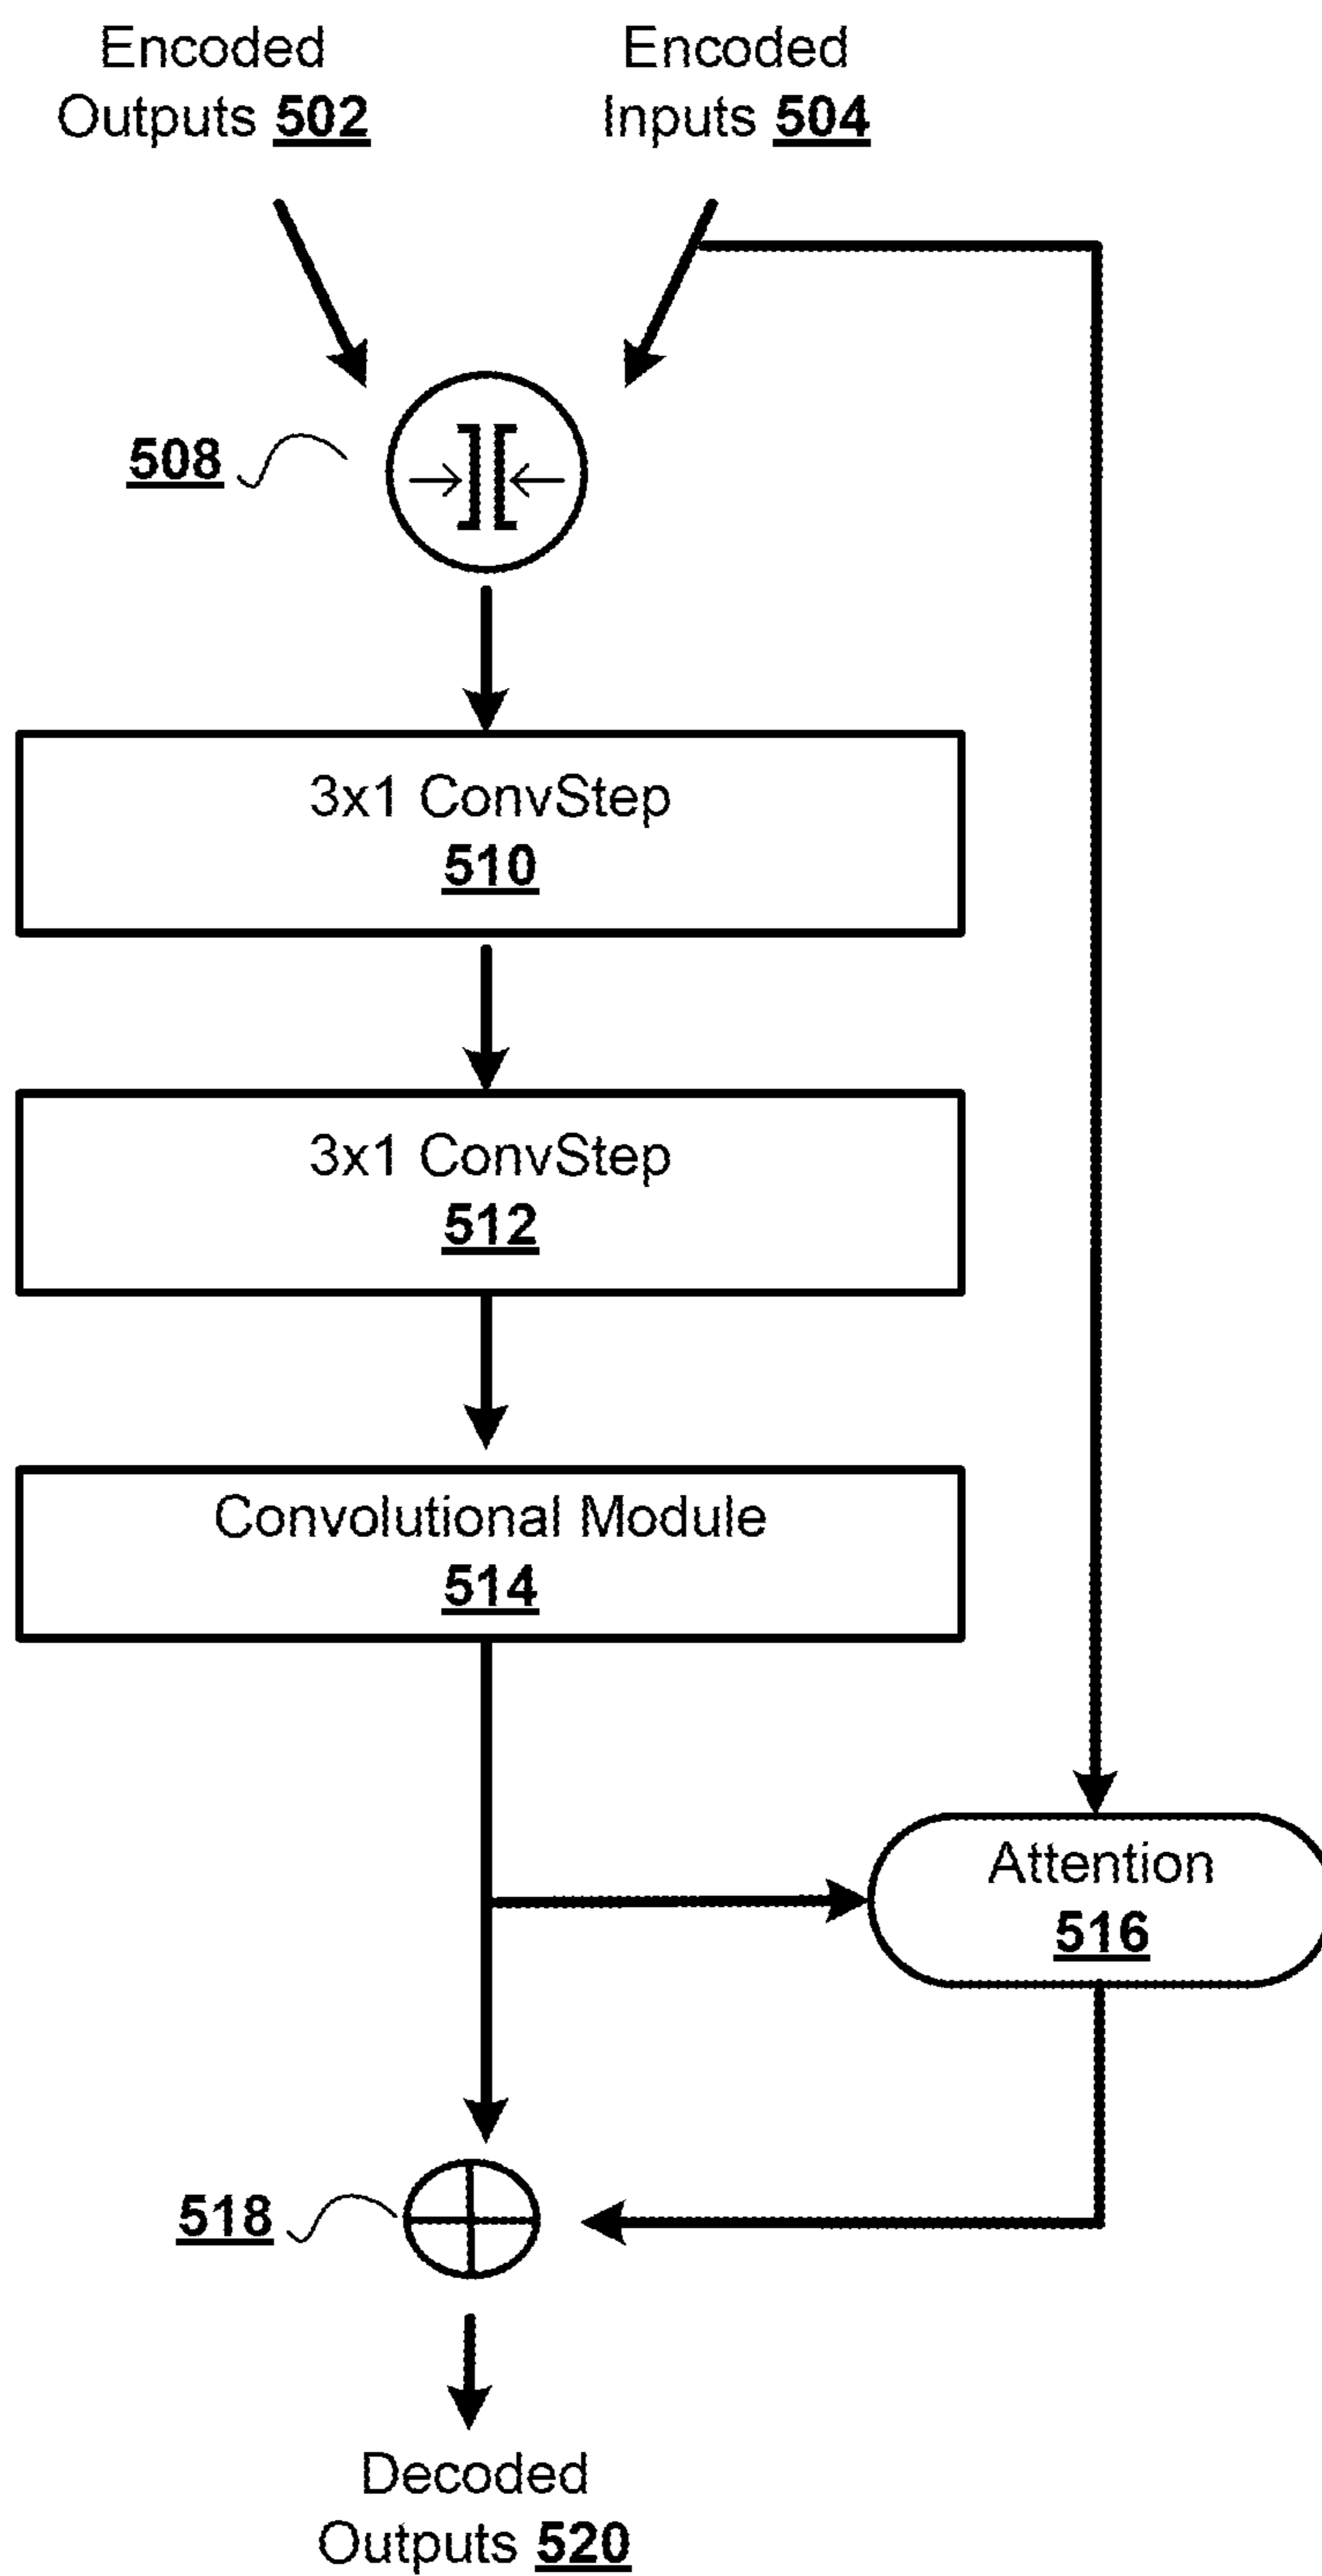 Encoded
Outputs 502
Encoded
Inputs 504
508
3x1 ConvStep
510
3x1 ConvStep
512
Convolutional Module
514
Attention
516
518
Decoded
Outputs 520